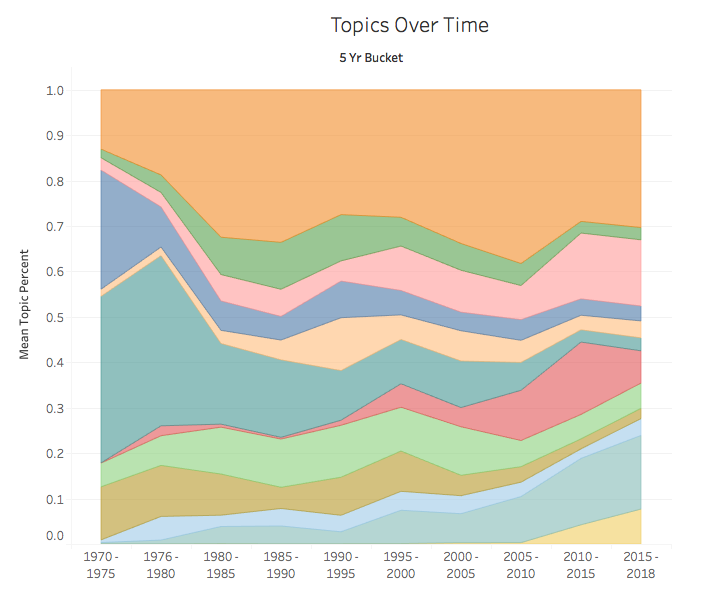 Topics Over Time
5 Yr Bucket
Mean Topic Percent
1.0
0.9
0.8
0.7
0.6
0.5
0.4
0.3
0.2
0.1
0.0
1970 - 1976 - 1980 - 1985 - 1990 - 1995 - 2000 - 2005 - 2010 - 2015 -
1975 1980 1985 1990 1995 2000 2005 2010 2015 2018